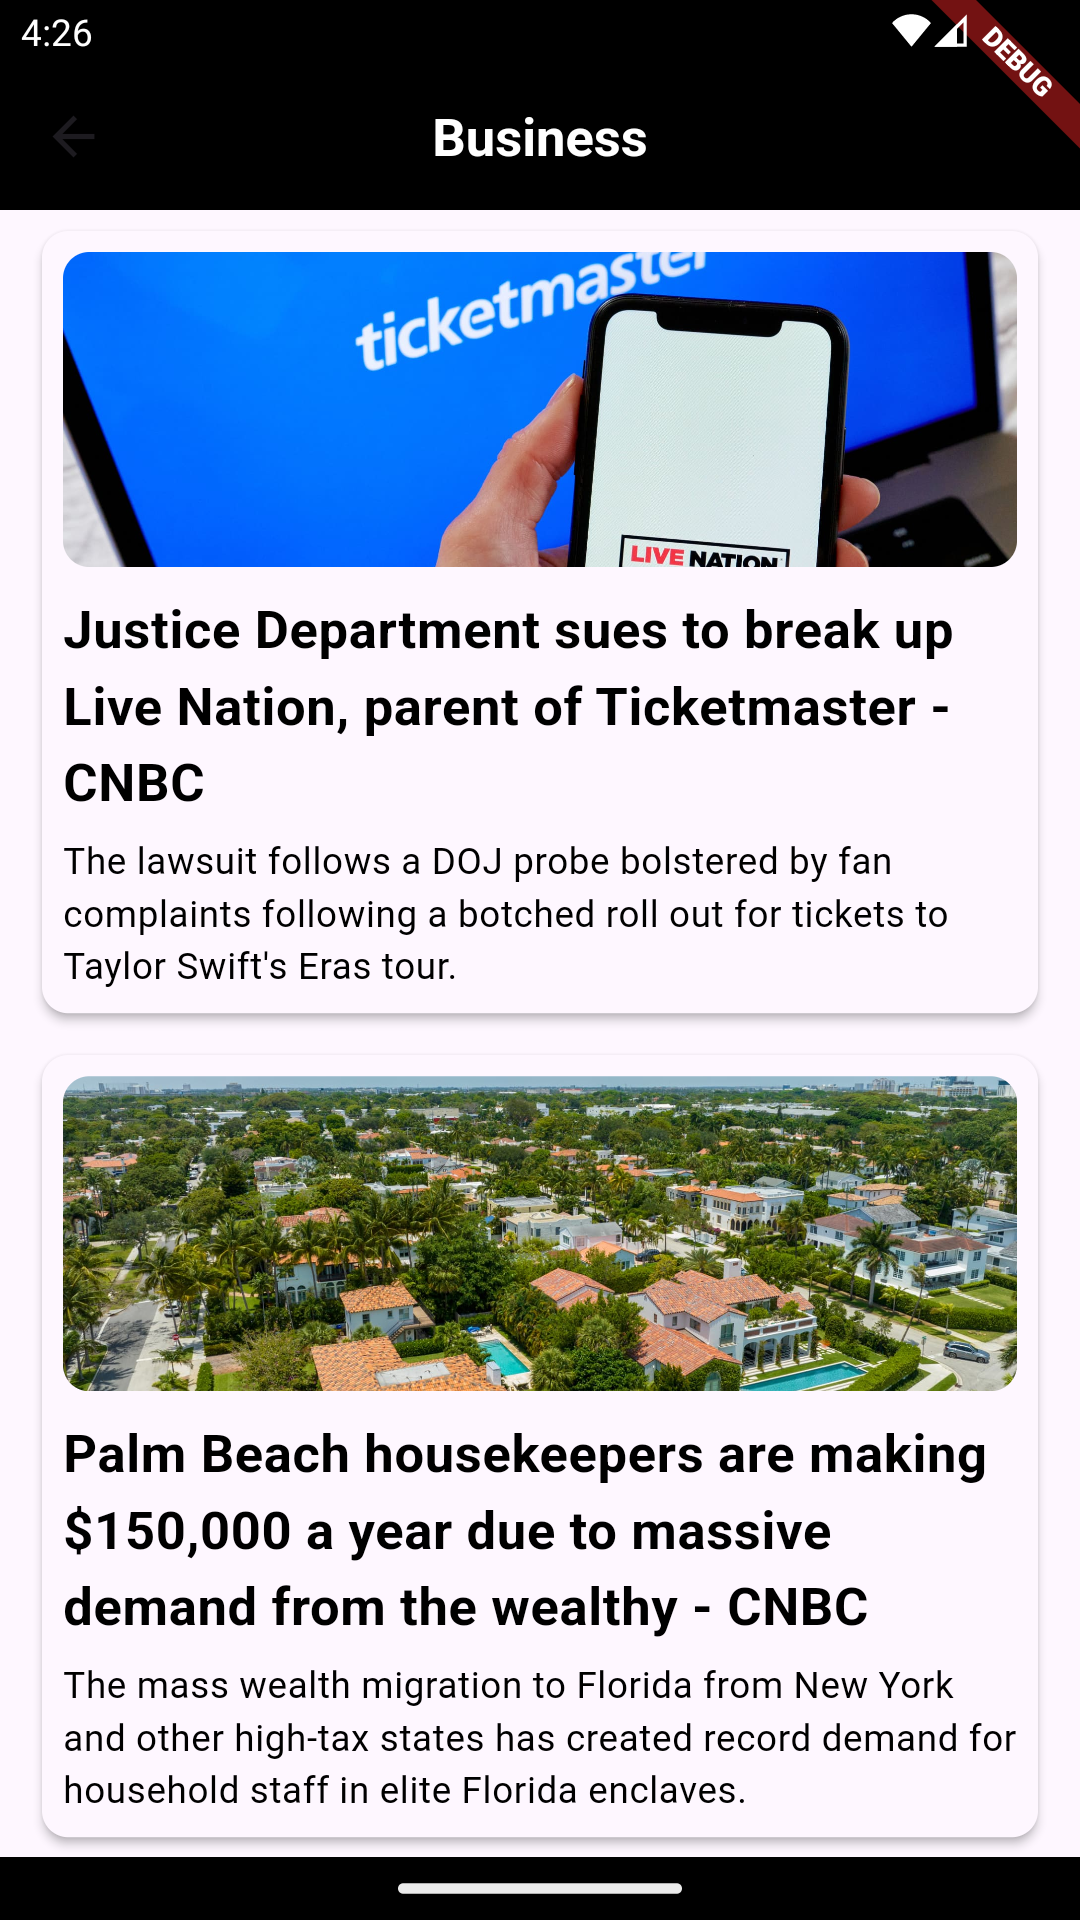 4:26
DEBUG
Business
ticketmaster
LIVE NATION
Justice Department sues to break up
Live Nation, parent of Ticketmaster -
CNBC
The lawsuit follows a DOJ probe bolstered by fan
complaints following a botched roll out for tickets to
Taylor Swift's Eras tour.
Palm Beach housekeepers are making
$150,000 a year due to massive
demand from the wealthy - CNBC
The mass wealth migration to Florida from New York
and other high-tax states has created record demand for
household staff in elite Florida enclaves.